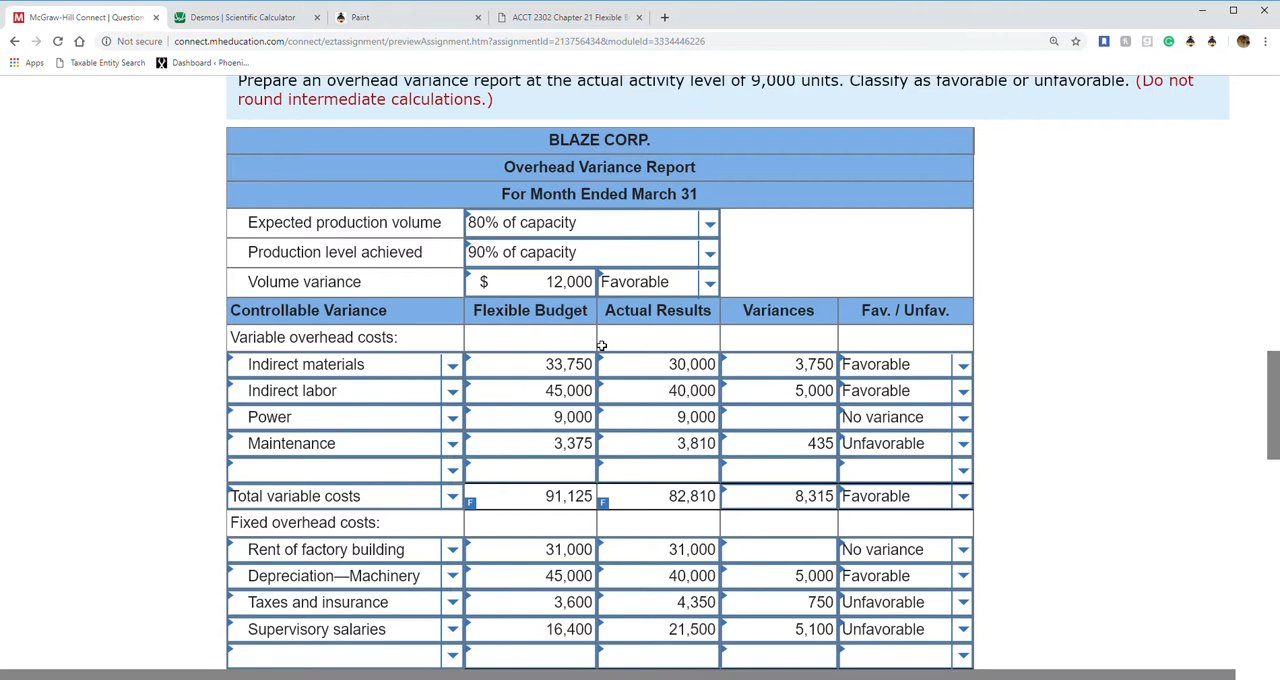 McGraw-Hill Connect | Question
Desmos | Scientific Calculator
Paint
ACCT 2302 Chapter 21 Flexible B
Not secure | connect.mheducation.com/connect/eztassignment/previewAssignment.htm?assignmentId=213756434&moduleId=3334446226
Apps Taxable Entity Search Dashboard ‹ Phoeni...
Prepare an overhead variance report at the actual activity level of 9,000 units. Classify as favorable or unfavorable. (Do not
round intermediate calculations.)
BLAZE CORP.
Overhead Variance Report
For Month Ended March 31
Expected production volume 80% of capacity
Production level achieved 90% of capacity
Volume variance $ 12,000 Favorable
Controllable Variance Flexible Budget Actual Results Variances Fav. / Unfav.
Variable overhead costs:
Indirect materials 33,750 30,000 3,750 Favorable
Indirect labor 45,000 40,000 5,000 Favorable
Power 9,000 9,000 No variance
Maintenance 3,375 3,810 435 Unfavorable
Total variable costs F 91,125 F 82,810 8,315 Favorable
Fixed overhead costs:
Rent of factory building 31,000 31,000 No variance
Depreciation—Machinery 45,000 40,000 5,000 Favorable
Taxes and insurance 3,600 4,350 750 Unfavorable
Supervisory salaries 16,400 21,500 5,100 Unfavorable